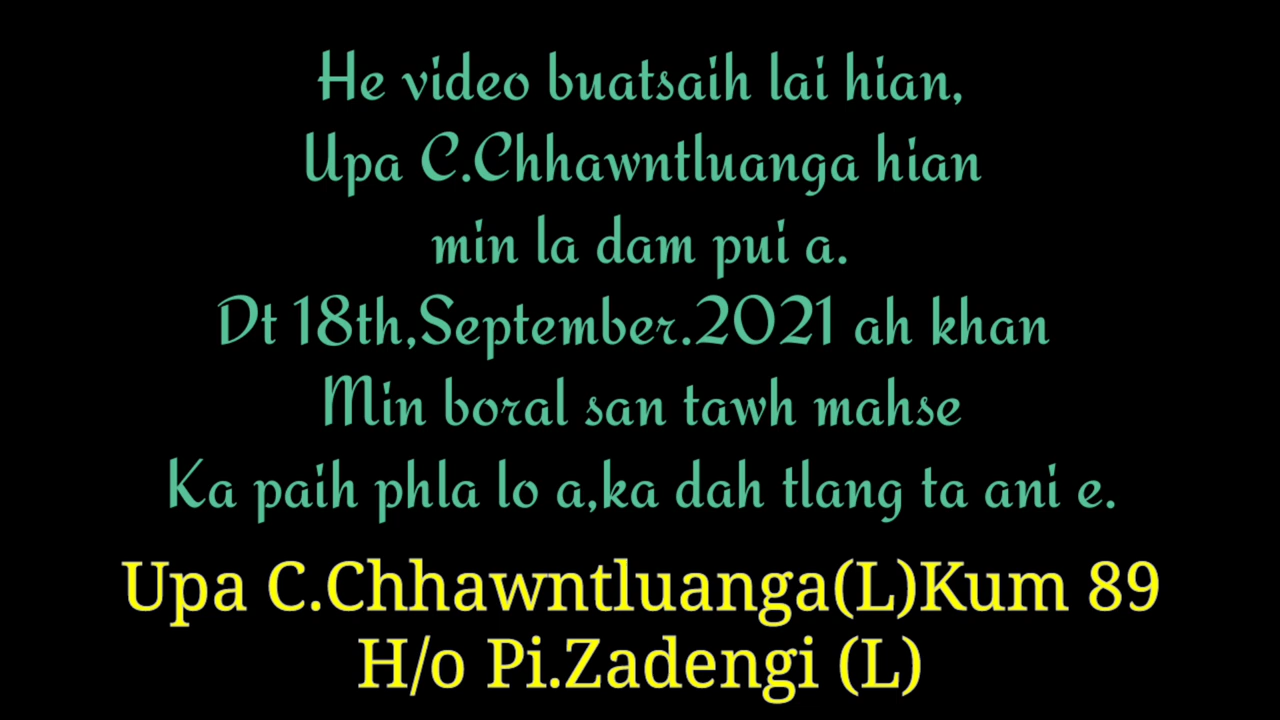 He video buatsaih lai hian,
Upa C.Chhawntluanga hian
min la dam pui a.
Dt 18th,September.2021 ah khan
Min boral san tawh mahse
Ka paih phla lo a,ka dah tlang ta ani e.
Upa C.Chhawntluanga(L)Kum 89
H/o Pi.Zadengi (L)